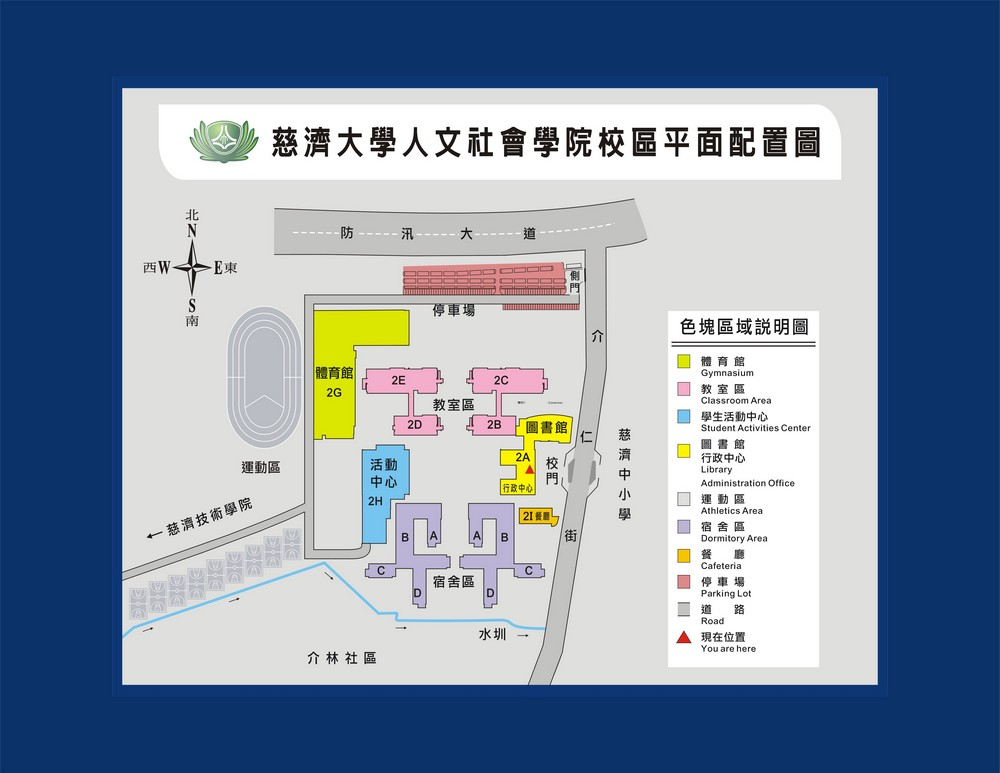 慈濟大學人文社會學院校區平面配置圖
北
N
西W E東
S
南
防汛大道
側門
停車場
介仁街
體育館
2G
2E
2C
教室區
2D
2B
圖書館
2A
行政中心
校門
活動中心
2H
2I餐廳
慈濟中小學
運動區
← 慈濟技術學院
B A A B
C C
宿舍區
D D
水圳
介林社區
色塊區域説明圖
體育館
Gymnasium
教室區
Classroom Area
學生活動中心
Student Activities Center
圖書館
行政中心
Library
Administration Office
運動區
Athletics Area
宿舍區
Dormitory Area
餐廳
Cafeteria
停車場
Parking Lot
道路
Road
現在位置
You are here